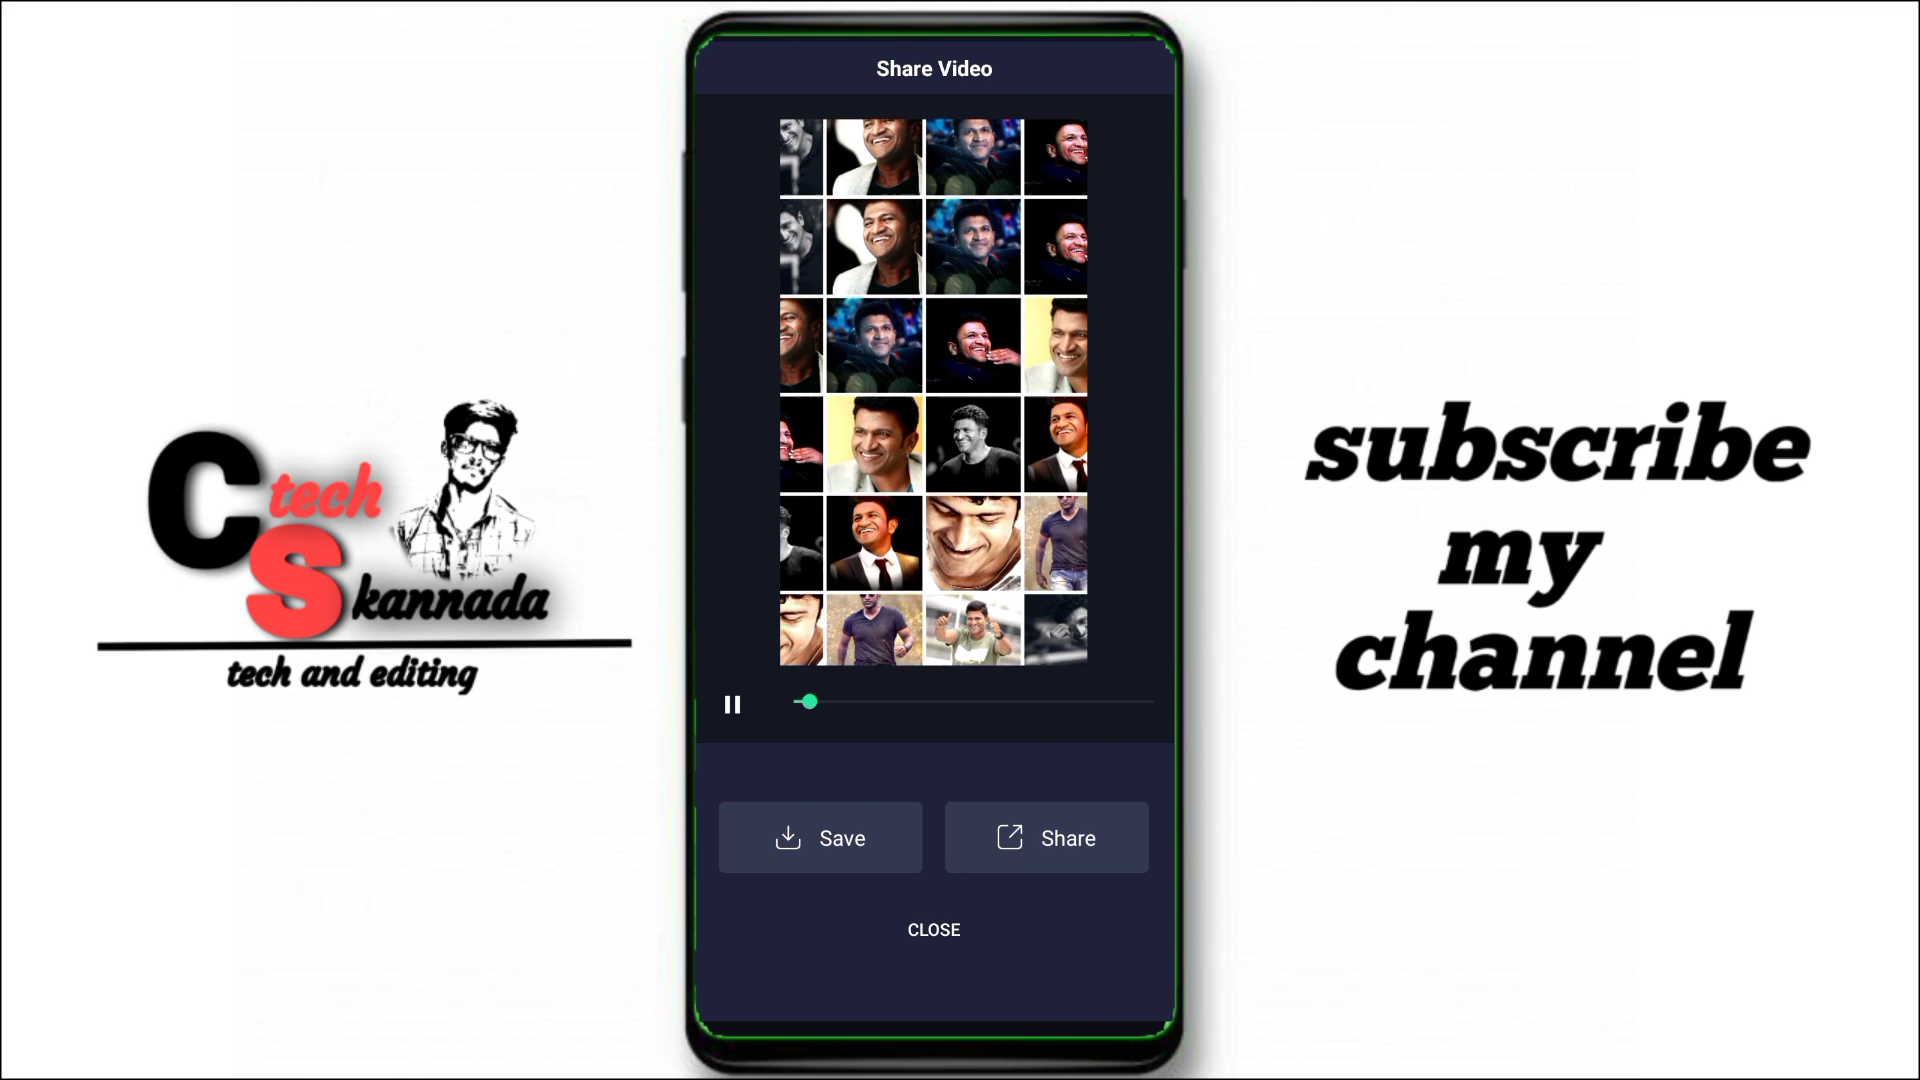 C tech
S kannada
tech and editing
Share Video
Save
Share
CLOSE
subscribe
my
channel